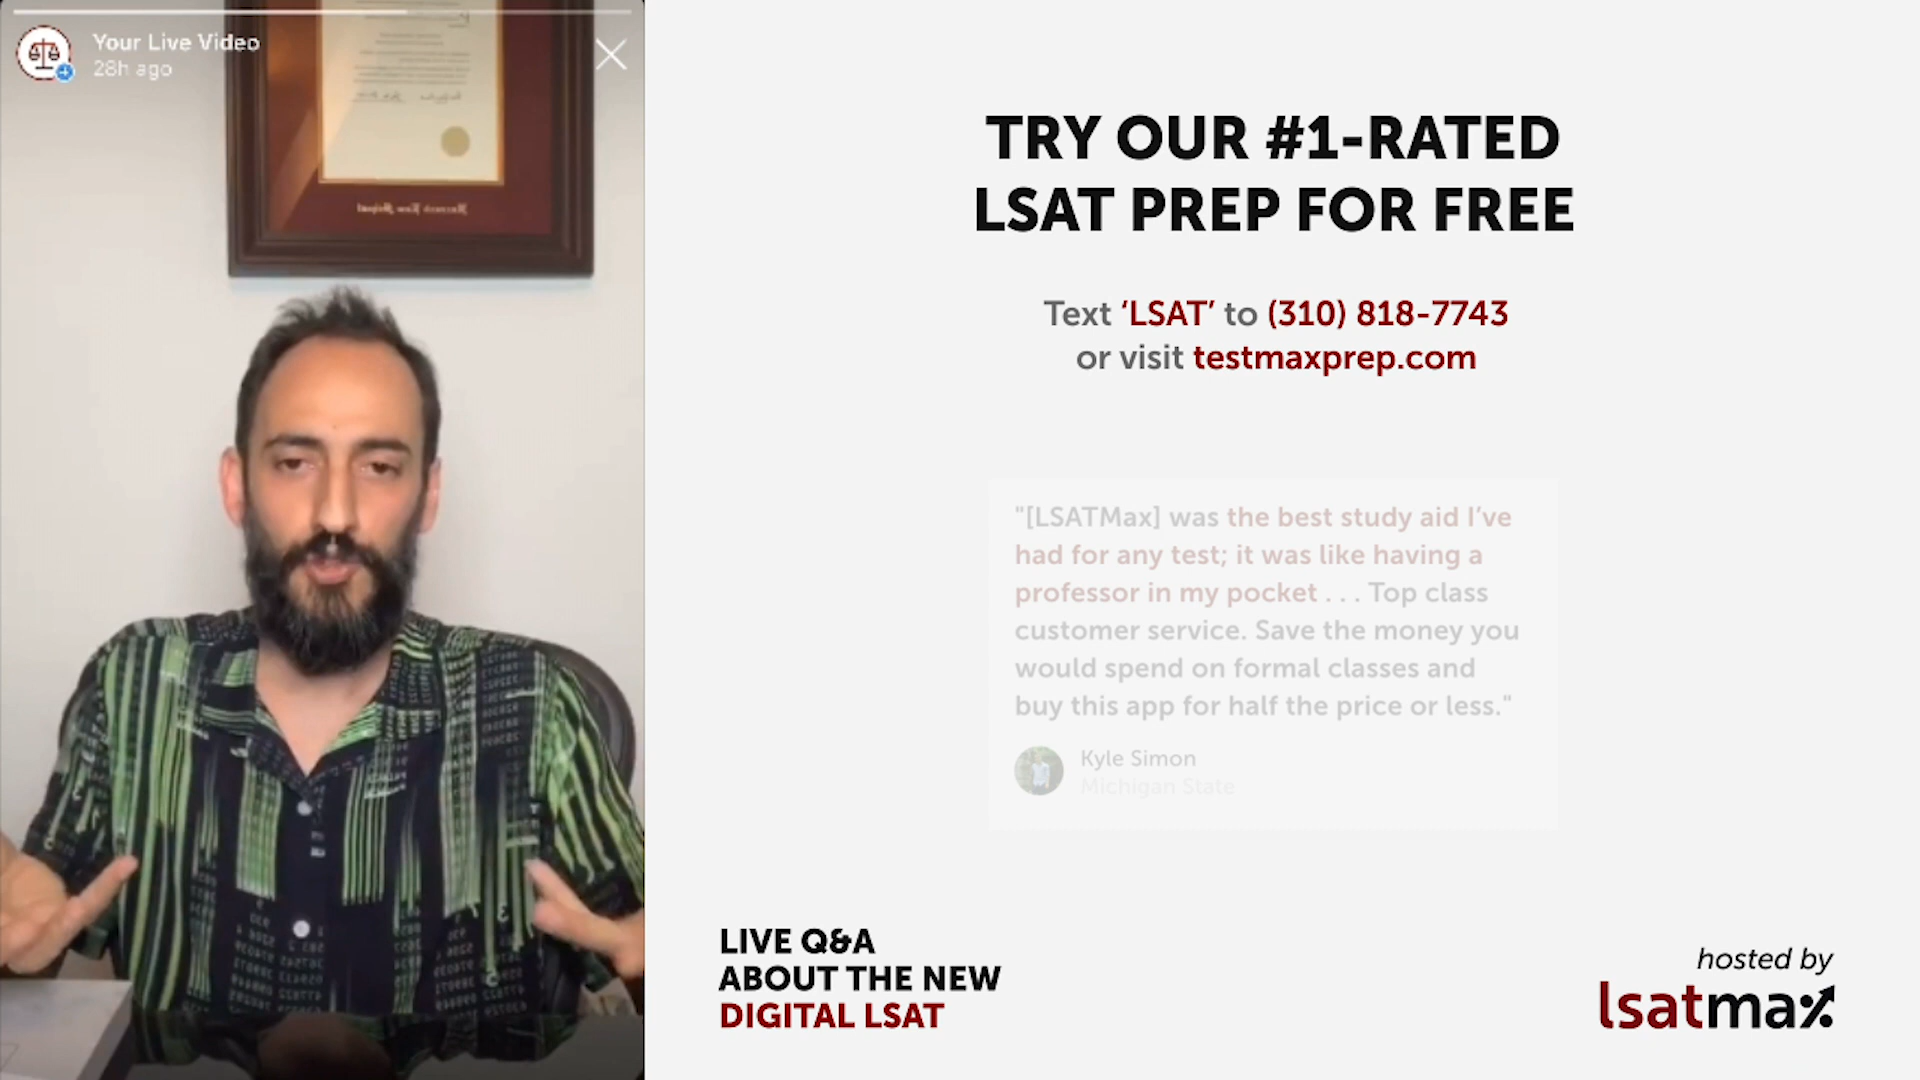 Your Live Video
28h ago
TRY OUR #1-RATED
LSAT PREP FOR FREE
Text ‘LSAT’ to (310) 818-7743
or visit testmaxprep.com
"[LSATMax] was the best study aid I’ve
had for any test; it was like having a
professor in my pocket . . . Top class
customer service. Save the money you
would spend on formal classes and
buy this app for half the price or less."
Kyle Simon
Michigan State
LIVE Q&A
ABOUT THE NEW
DIGITAL LSAT
hosted by
lsatmax